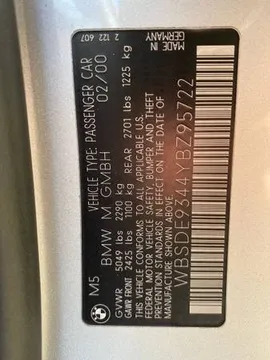 MADE IN
GERMANY
M5 VEHICLE TYPE: PASSENGER CAR
BMW M GMBH 02/00
GVWR 5049 lbs 2290 kg
GAWR FRONT 2425 lbs 1100 kg REAR 2701 lbs 1225 kg
THIS VEHICLE CONFORMS TO ALL APPLICABLE U.S.
FEDERAL MOTOR VEHICLE SAFETY, BUMPER AND THEFT
PREVENTION STANDARDS IN EFFECT ON THE DATE OF
MANUFACTURE SHOWN ABOVE.
WBSDE9344YBZ95722
2 122 607